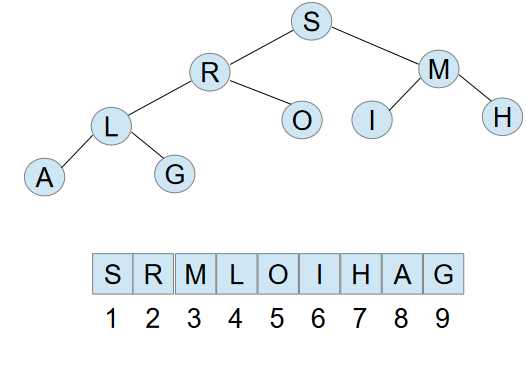 S
R M
L O I H
A G
S R M L O I H A G
1 2 3 4 5 6 7 8 9